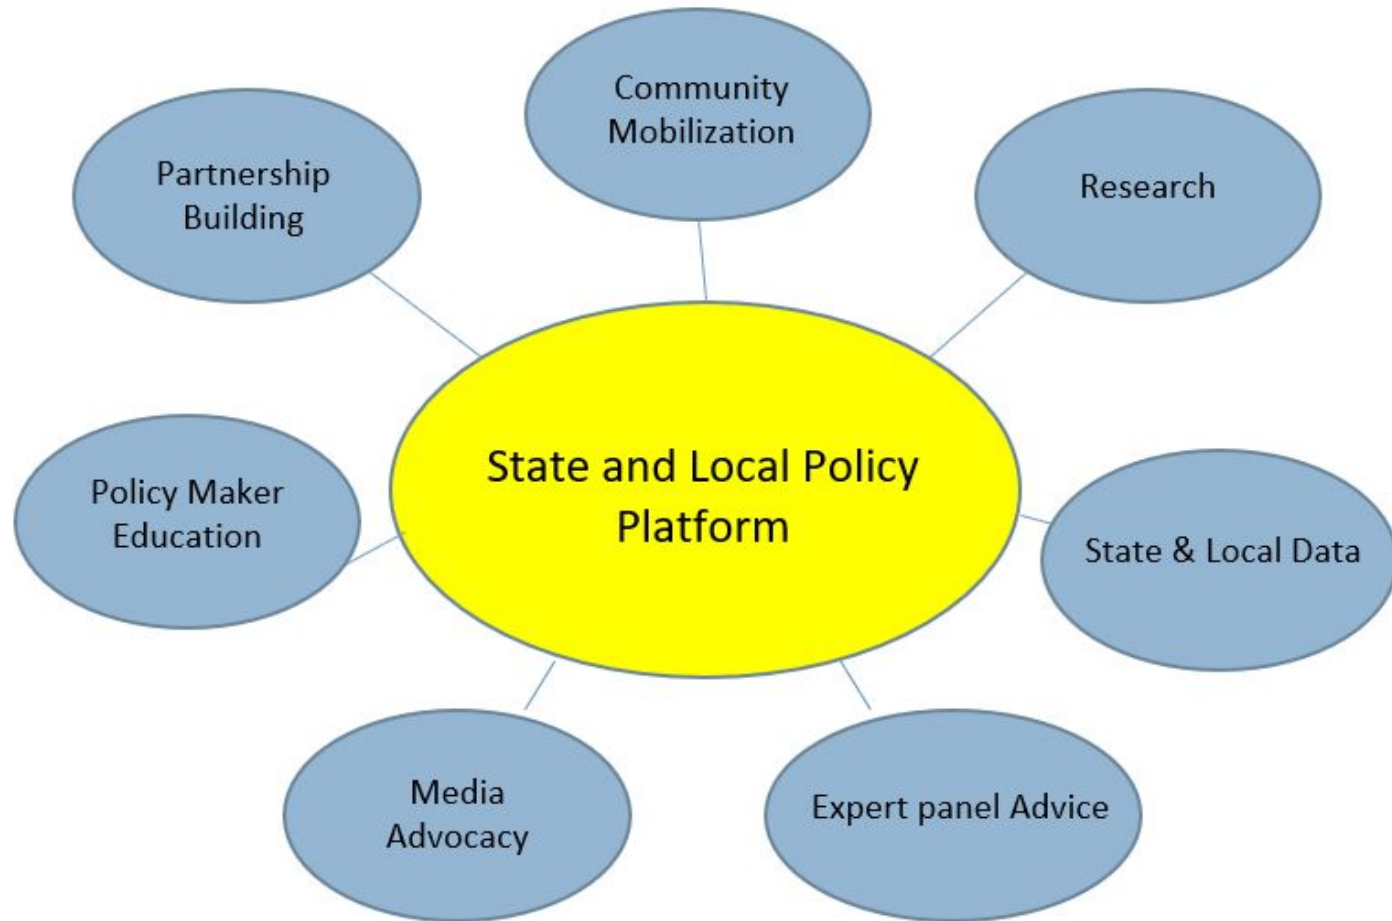 Community
Mobilization
Partnership
Building
Research
State and Local Policy
Platform
Policy Maker
Education
State & Local Data
Media
Advocacy
Expert panel Advice